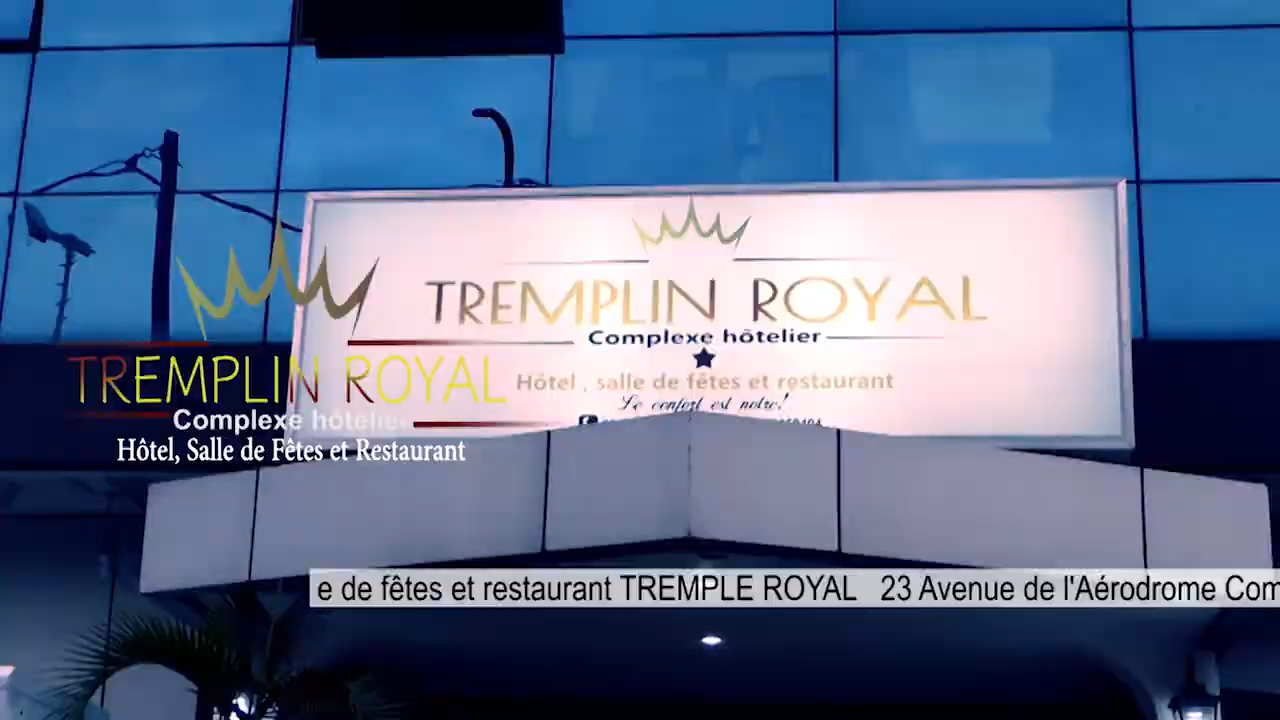 TREMPLIN ROYAL
Complexe hôtelier
Hôtel , salle de fêtes et restaurant
Le confort est notre!
TREMPLIN ROYAL
Complexe hôtelier
Hôtel, Salle de Fêtes et Restaurant
e de fêtes et restaurant TREMPLE ROYAL 23 Avenue de l'Aérodrome Com